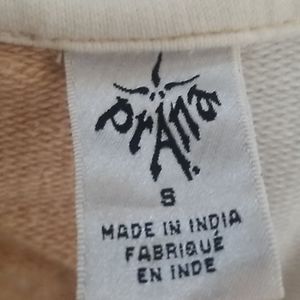 prAna
S
MADE IN INDIA
FABRIQUÉ
EN INDE